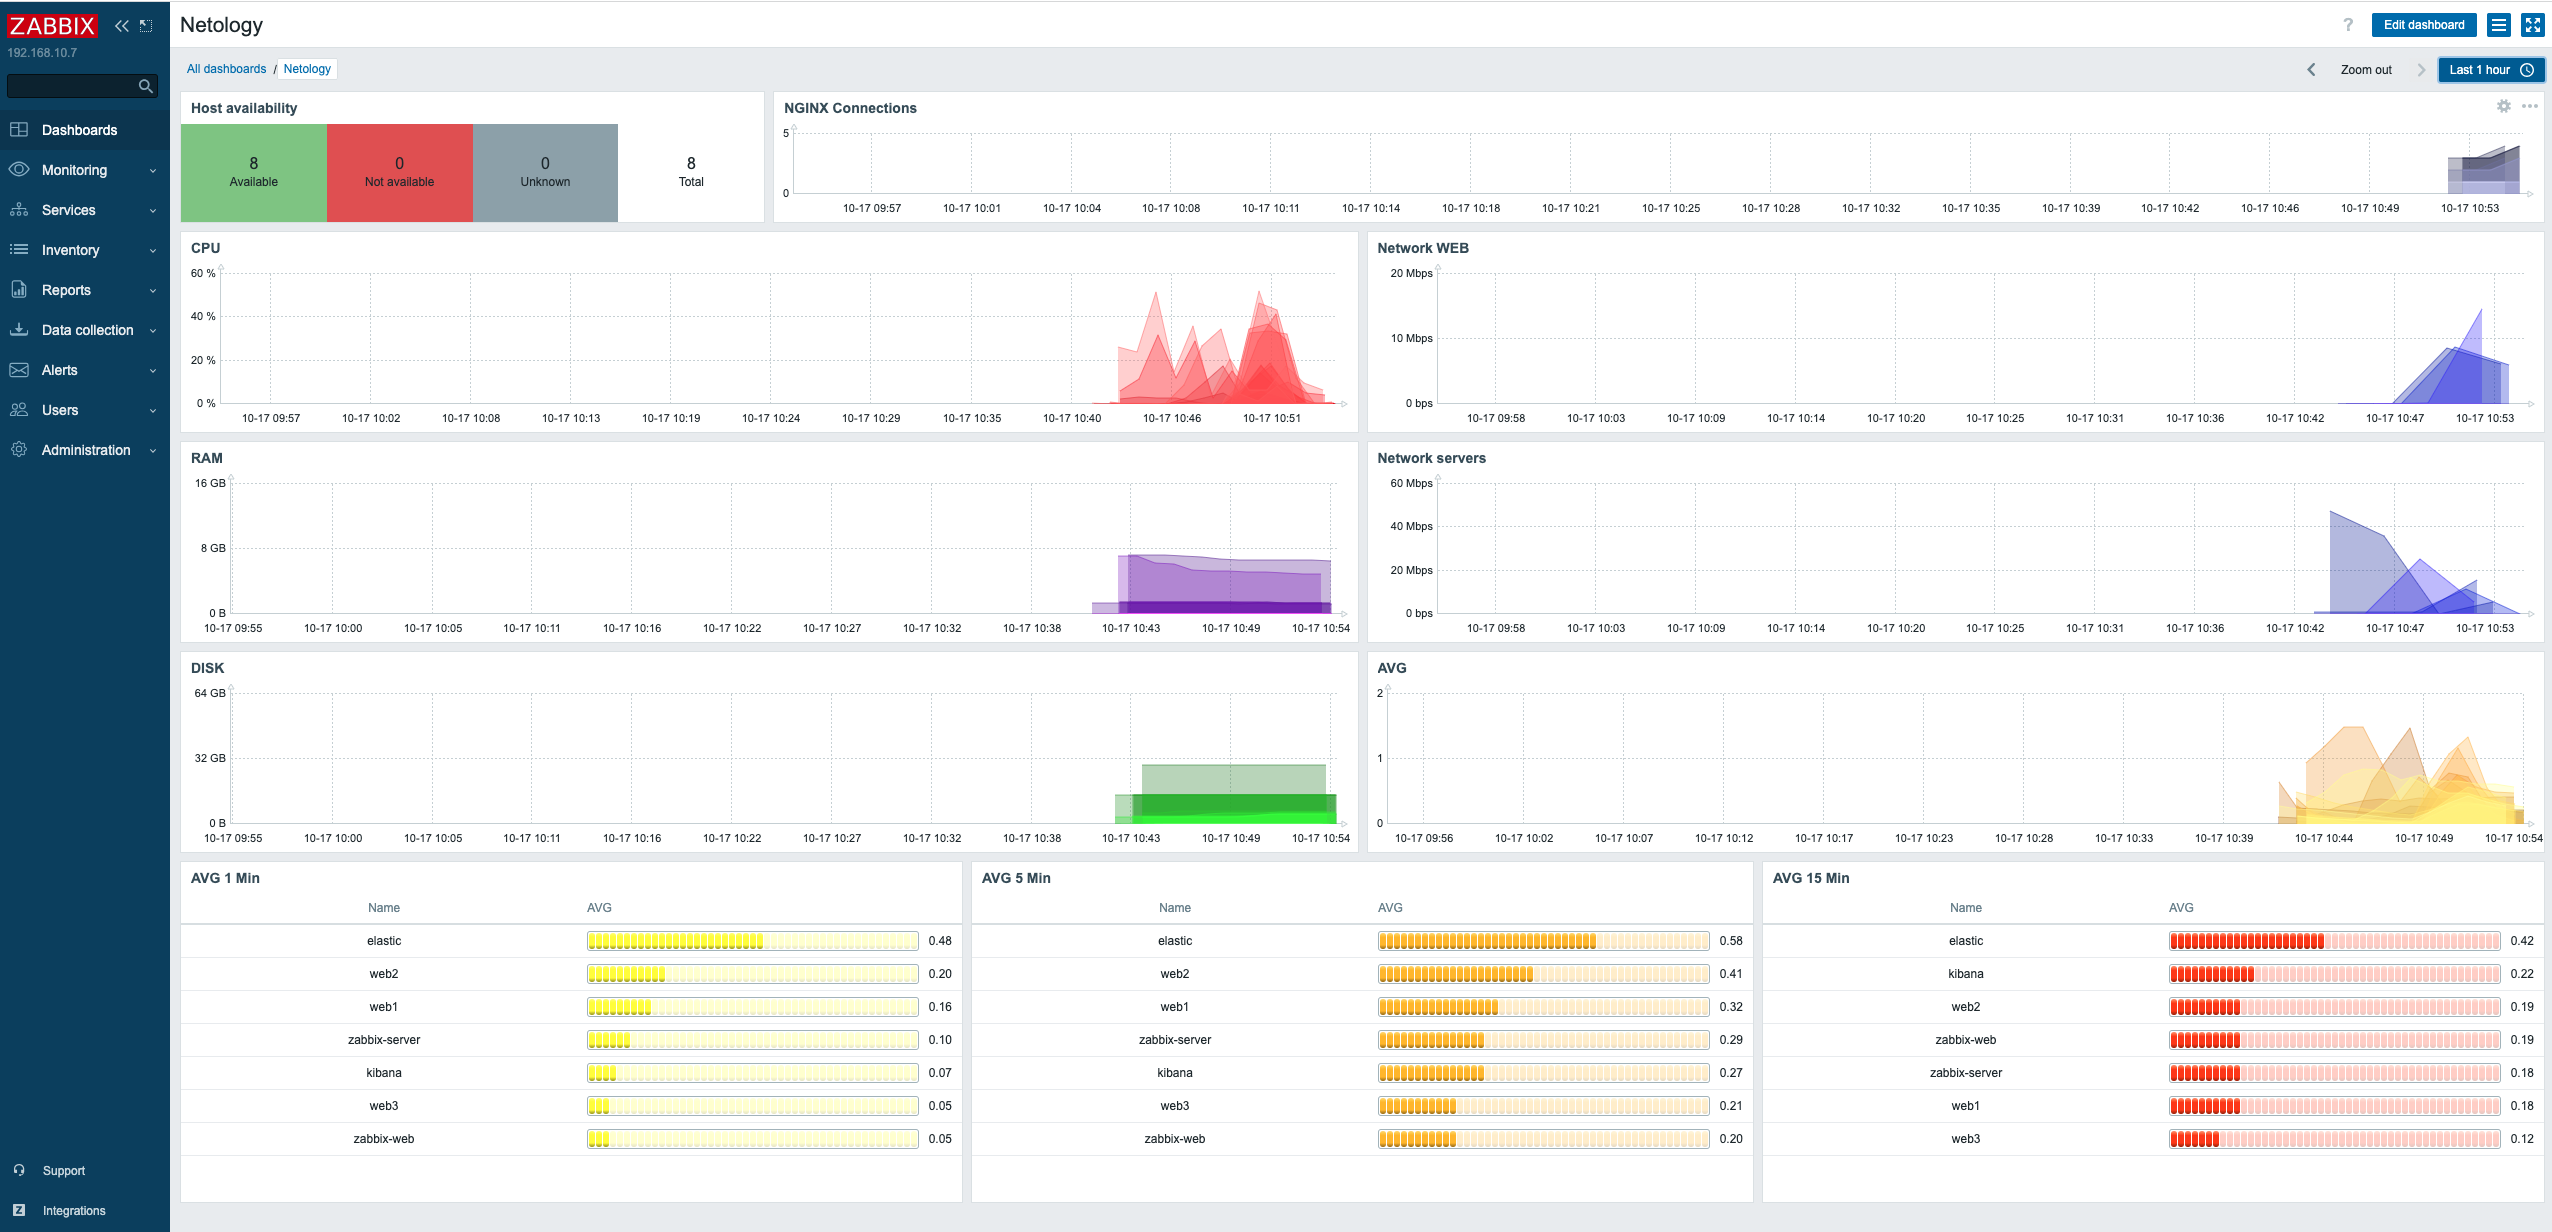 ZABBIX
192.168.10.7
Dashboards
Monitoring
Services
Inventory
Reports
Data collection
Alerts
Users
Administration
Support
Integrations
Netology
? Edit dashboard
All dashboards / Netology
Zoom out
Last 1 hour
Host availability
8 0 0 8
Available Not available Unknown Total
NGINX Connections
5
0
10-17 09:57 10-17 10:01 10-17 10:04 10-17 10:08 10-17 10:11 10-17 10:14 10-17 10:18 10-17 10:21 10-17 10:25 10-17 10:28 10-17 10:32 10-17 10:35 10-17 10:39 10-17 10:42 10-17 10:46 10-17 10:49 10-17 10:53
CPU
60 %
40 %
20 %
0 %
10-17 09:57 10-17 10:02 10-17 10:08 10-17 10:13 10-17 10:19 10-17 10:24 10-17 10:29 10-17 10:35 10-17 10:40 10-17 10:46 10-17 10:51
Network WEB
20 Mbps
10 Mbps
0 bps
10-17 09:58 10-17 10:03 10-17 10:09 10-17 10:14 10-17 10:20 10-17 10:25 10-17 10:31 10-17 10:36 10-17 10:42 10-17 10:47 10-17 10:53
RAM
16 GB
8 GB
0 B
10-17 09:55 10-17 10:00 10-17 10:05 10-17 10:11 10-17 10:16 10-17 10:22 10-17 10:27 10-17 10:32 10-17 10:38 10-17 10:43 10-17 10:49 10-17 10:54
Network servers
60 Mbps
40 Mbps
20 Mbps
0 bps
10-17 09:58 10-17 10:03 10-17 10:09 10-17 10:14 10-17 10:20 10-17 10:25 10-17 10:31 10-17 10:36 10-17 10:42 10-17 10:47 10-17 10:53
DISK
64 GB
32 GB
0 B
10-17 09:55 10-17 10:00 10-17 10:05 10-17 10:11 10-17 10:16 10-17 10:22 10-17 10:27 10-17 10:32 10-17 10:38 10-17 10:43 10-17 10:49 10-17 10:54
AVG
2
1
0
10-17 09:56 10-17 10:02 10-17 10:07 10-17 10:12 10-17 10:17 10-17 10:23 10-17 10:28 10-17 10:33 10-17 10:39 10-17 10:44 10-17 10:49 10-17 10:54
AVG 1 Min
Name AVG
elastic 0.48
web2 0.20
web1 0.16
zabbix-server 0.10
kibana 0.07
web3 0.05
zabbix-web 0.05
AVG 5 Min
Name AVG
elastic 0.58
web2 0.41
web1 0.32
zabbix-server 0.29
kibana 0.27
web3 0.21
zabbix-web 0.20
AVG 15 Min
Name AVG
elastic 0.42
kibana 0.22
web2 0.19
zabbix-web 0.19
zabbix-server 0.18
web1 0.18
web3 0.12